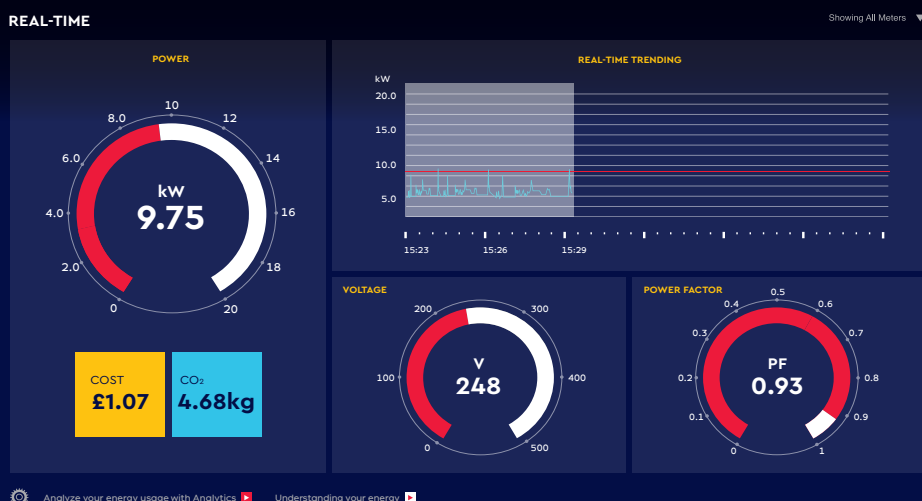 REAL-TIME
Showing All Meters
POWER
10
8.0
12
6.0
14
kW
9.75
4.0
16
2.0
18
0
20
COST
£1.07
CO₂
4.68kg
REAL-TIME TRENDING
kW
20.0
15.0
10.0
5.0
15:23 15:26 15:29
VOLTAGE
200
300
V
248
100
400
0
500
POWER FACTOR
0.5
0.4
0.6
0.3
0.7
PF
0.93
0.2
0.8
0.1
0.9
0
1
Analyze your energy usage with Analytics
Understanding your energy